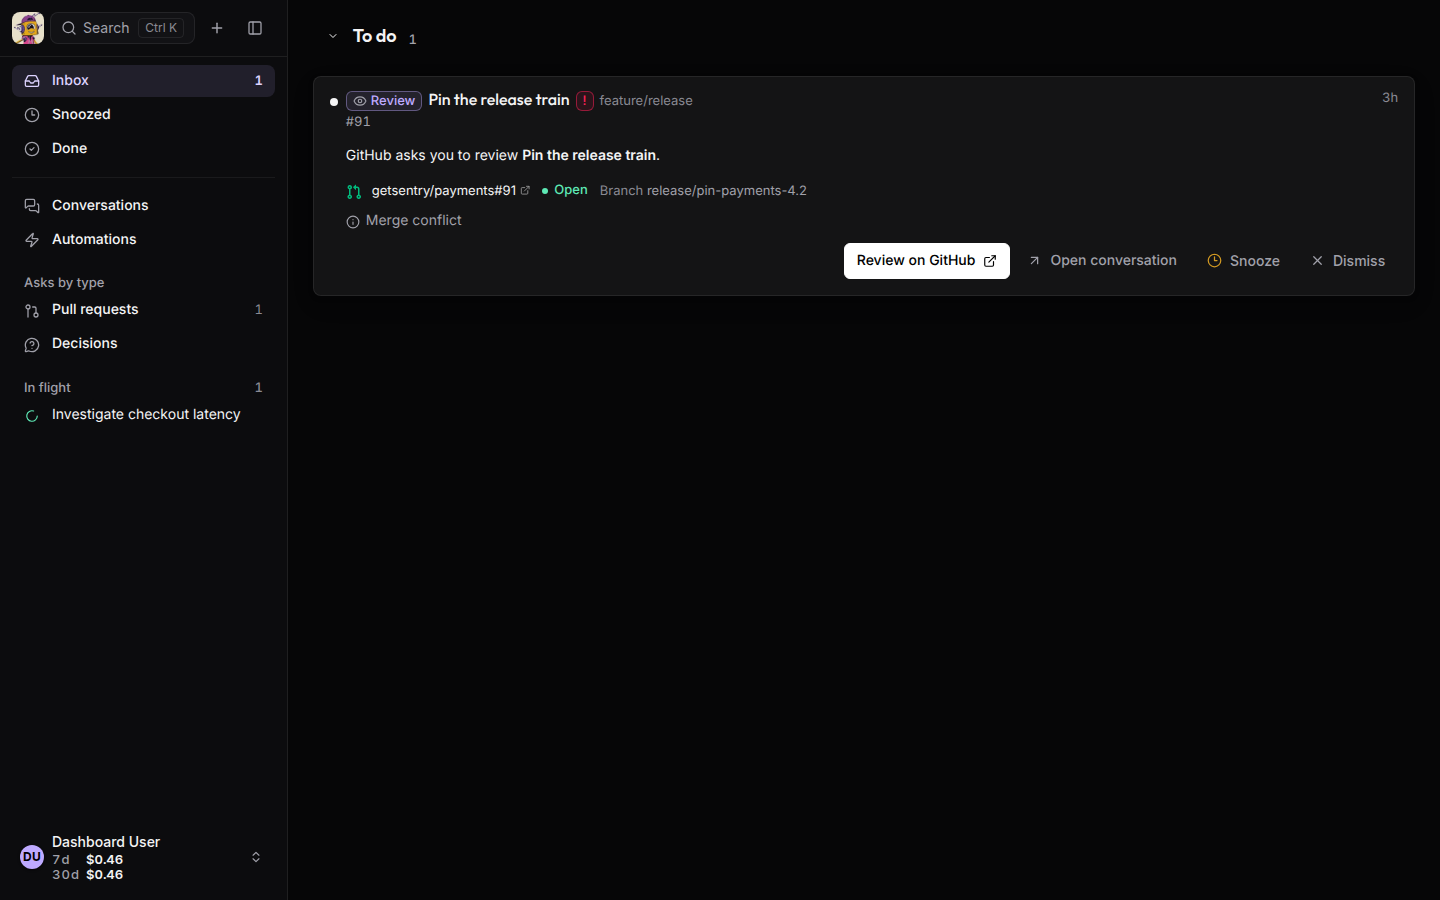 Search Ctrl K
Inbox 1
Snoozed
Done
Conversations
Automations
Asks by type
Pull requests 1
Decisions
In flight 1
Investigate checkout latency
DU Dashboard User
7d $0.46
30d $0.46
To do 1
Review Pin the release train ! feature/release 3h
#91
GitHub asks you to review Pin the release train.
getsentry/payments#91 Open Branch release/pin-payments-4.2
Merge conflict
Review on GitHub Open conversation Snooze Dismiss